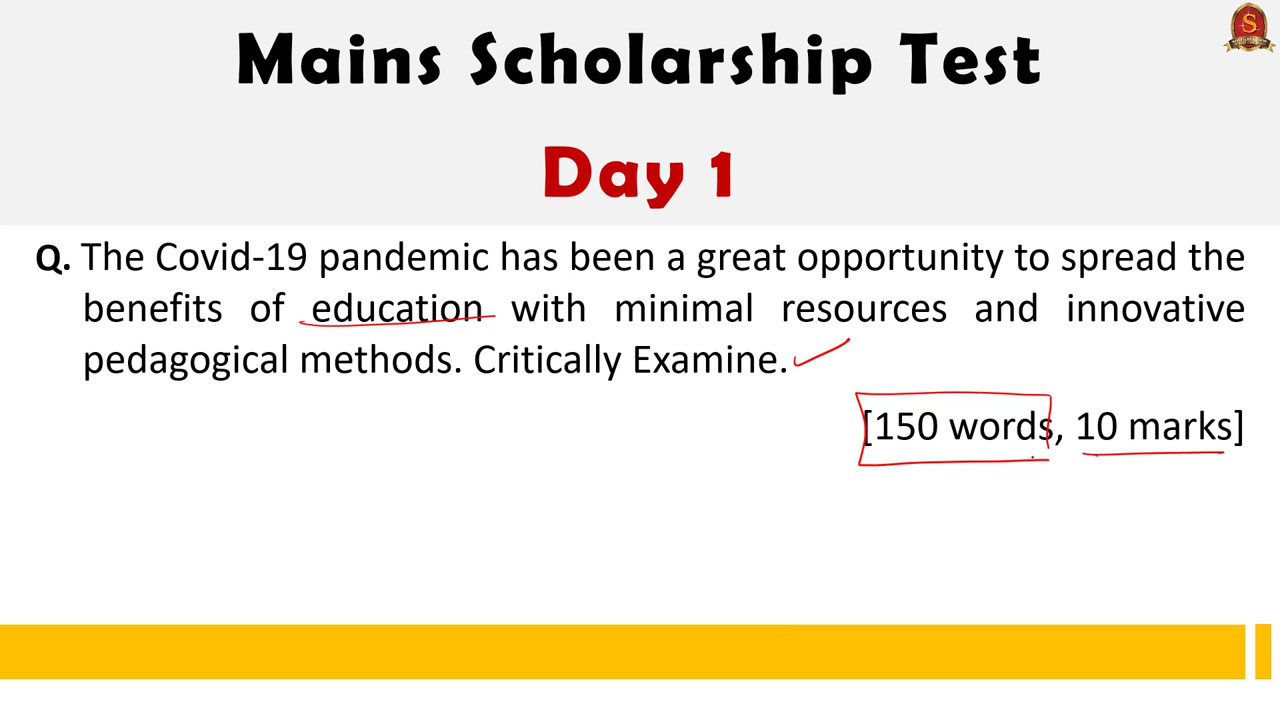 Mains Scholarship Test
Day 1
Q. The Covid-19 pandemic has been a great opportunity to spread the
benefits of education with minimal resources and innovative
pedagogical methods. Critically Examine.
[150 words, 10 marks]